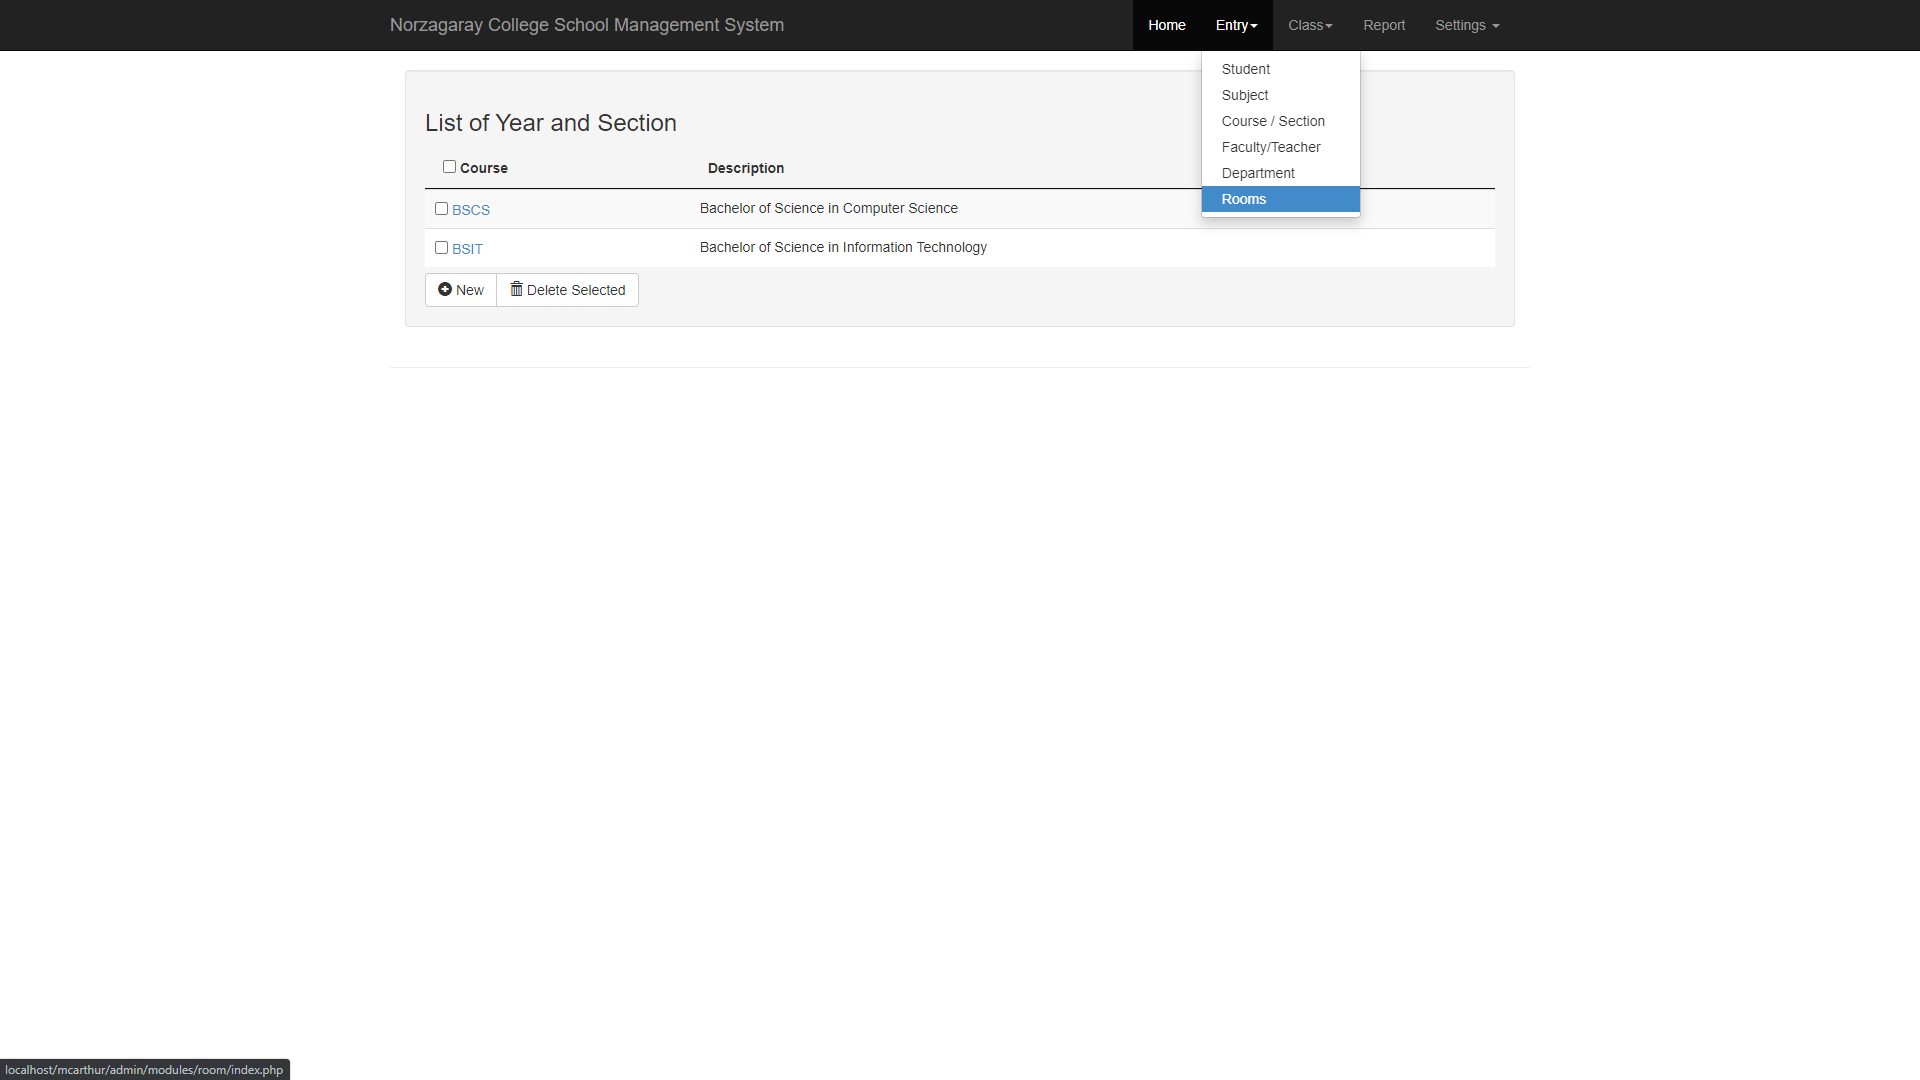 Norzagaray College School Management System
Home Entry Class Report Settings
Student
Subject
Course / Section
Faculty/Teacher
Department
Rooms
List of Year and Section
Course Description
BSCS Bachelor of Science in Computer Science
BSIT Bachelor of Science in Information Technology
New Delete Selected
localhost/mcarthur/admin/modules/room/index.php